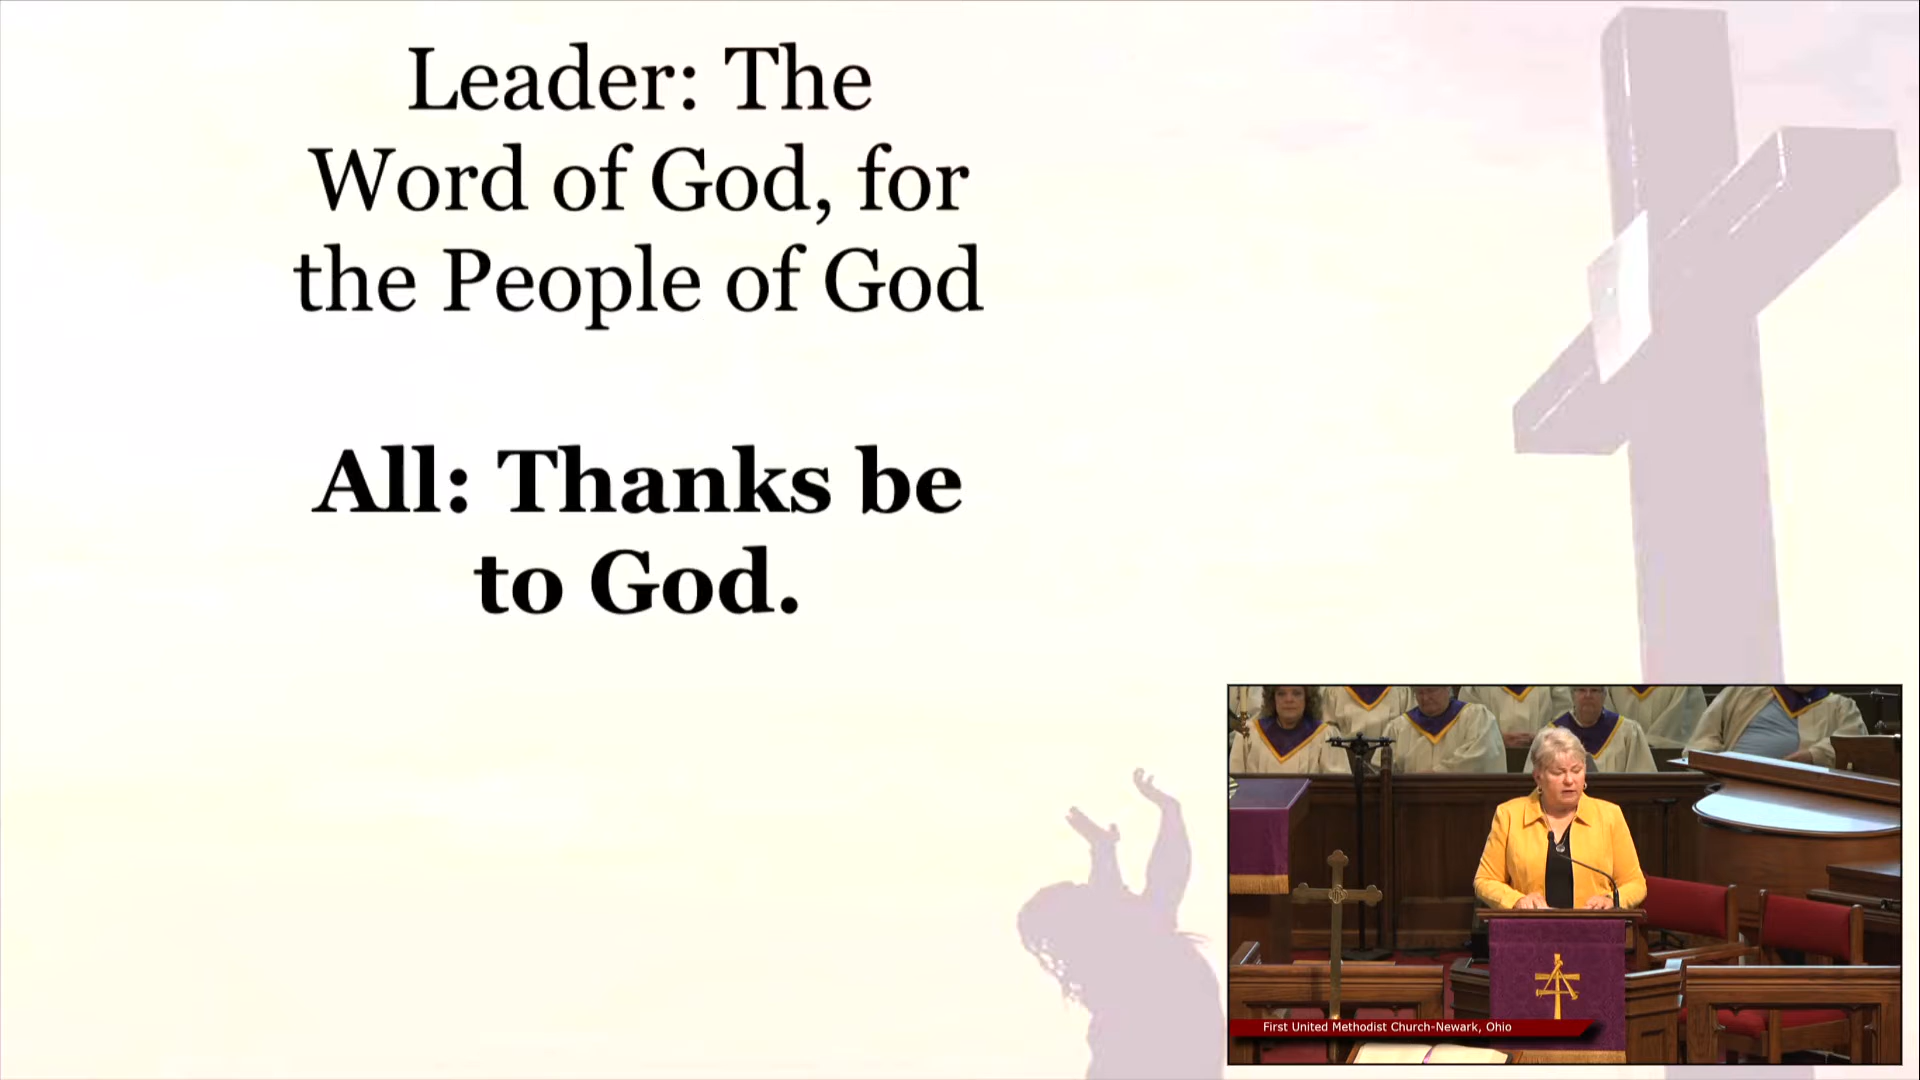 Leader: The
Word of God, for
the People of God
All: Thanks be
to God.
First United Methodist Church-Newark, Ohio